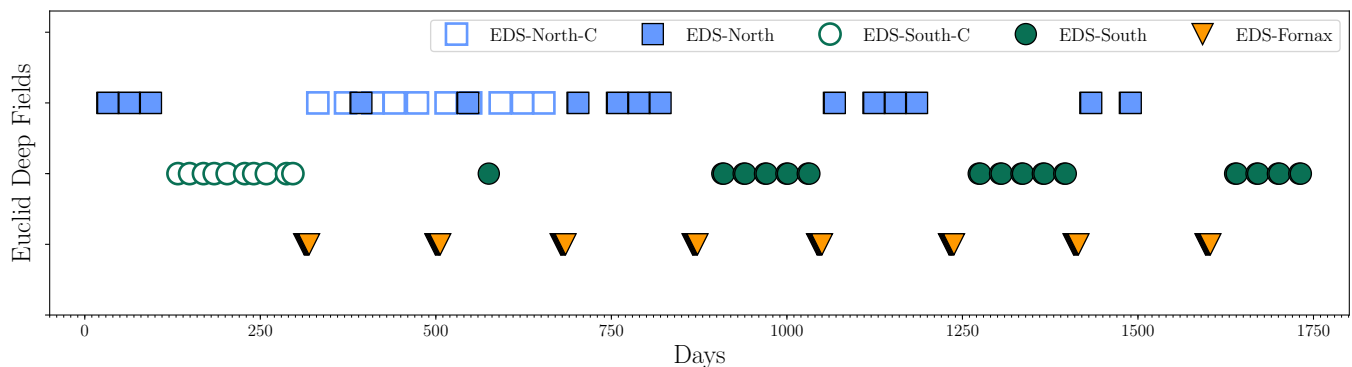 EDS-North-C EDS-North EDS-South-C EDS-South EDS-Fornax
Euclid Deep Fields
0 250 500 750 1000 1250 1500 1750
Days